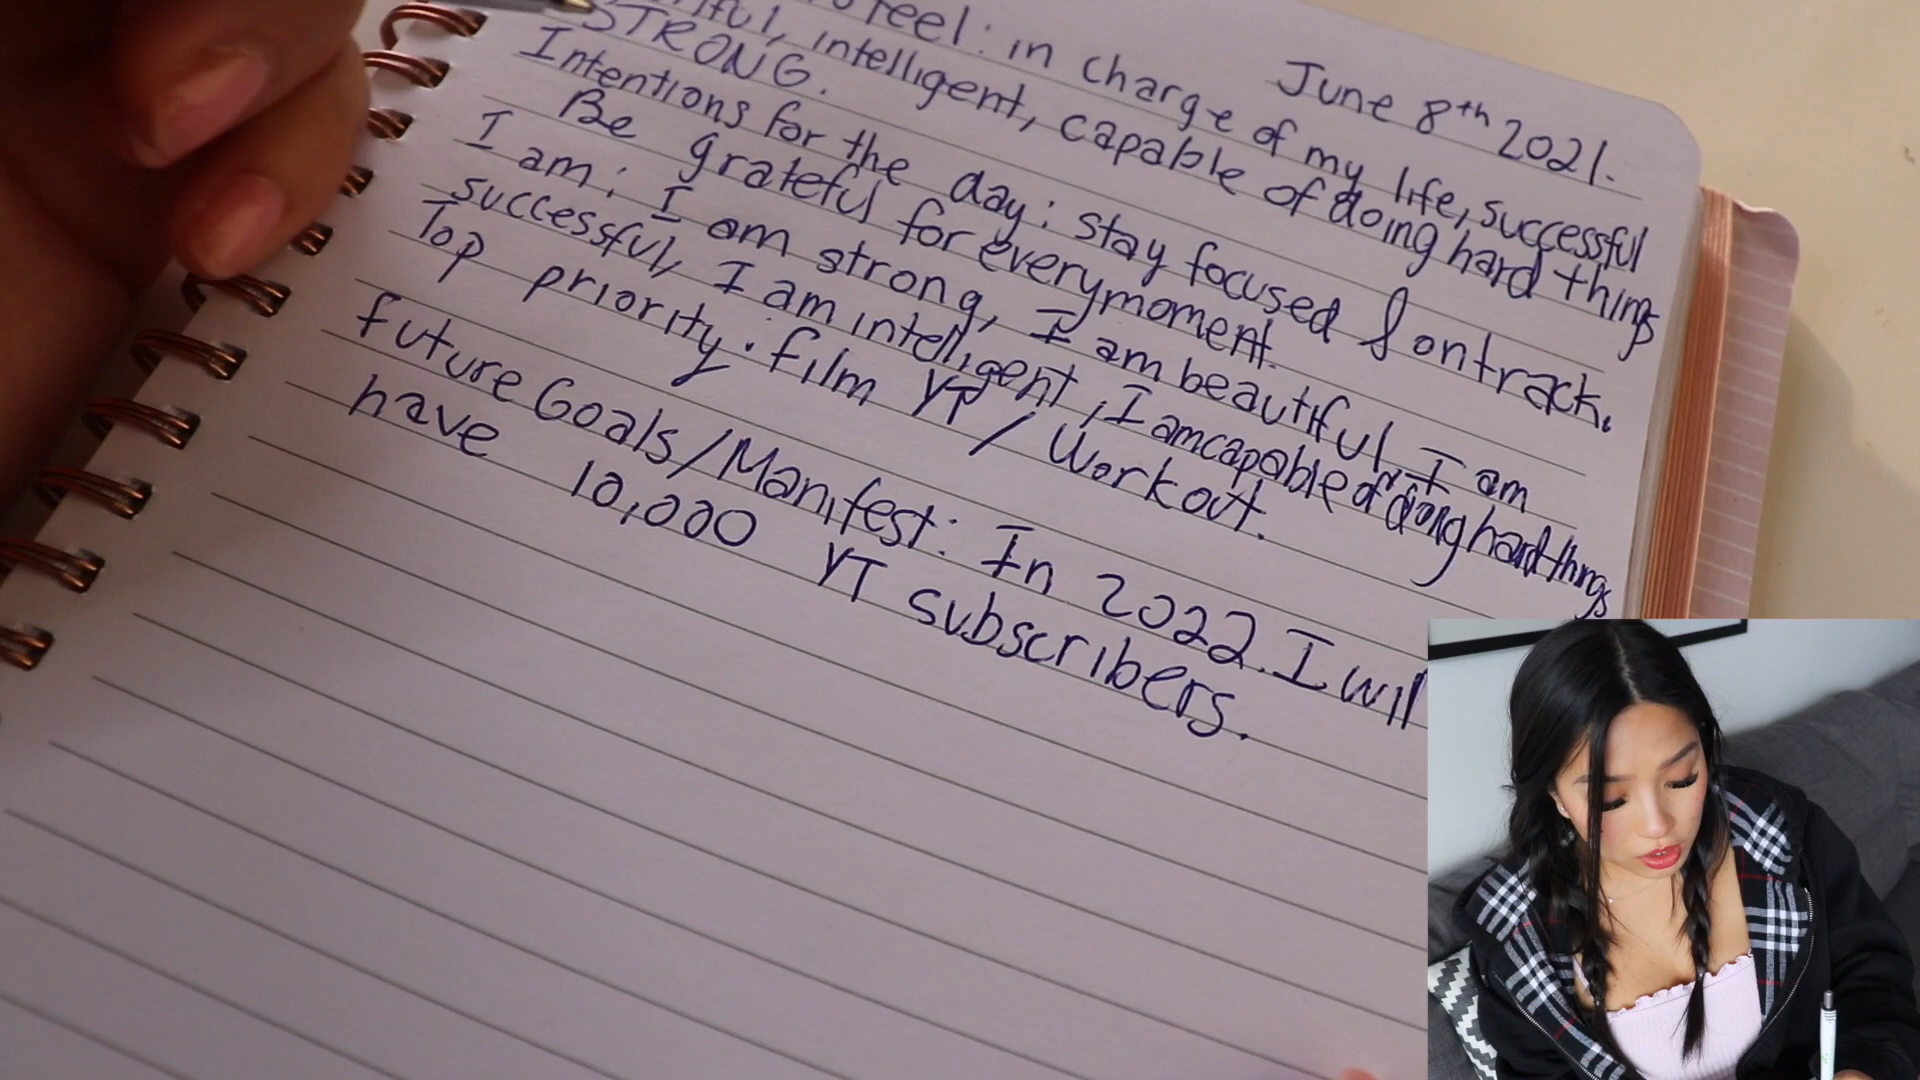 June 8th 2021.
feel: in charge of my life, successful
intelligent, capable of doing hard things
STRONG.
Intentions for the day: stay focused & ontrack.
Be grateful for every moment.
I am: I am strong, I am beautiful, I am
successful, I am intelligent, I am capable of doing hard things
Top priority: film YT / Workout.
future Goals/Manifest: In 2022. I will
have 10,000 YT subscribers.